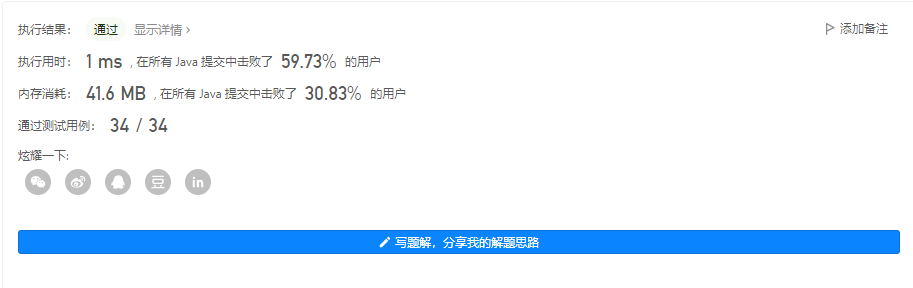 执行结果： 通过 显示详情 › 添加备注
执行用时： 1 ms , 在所有 Java 提交中击败了 59.73% 的用户
内存消耗： 41.6 MB , 在所有 Java 提交中击败了 30.83% 的用户
通过测试用例： 34 / 34
炫耀一下:
豆 in
写题解，分享我的解题思路